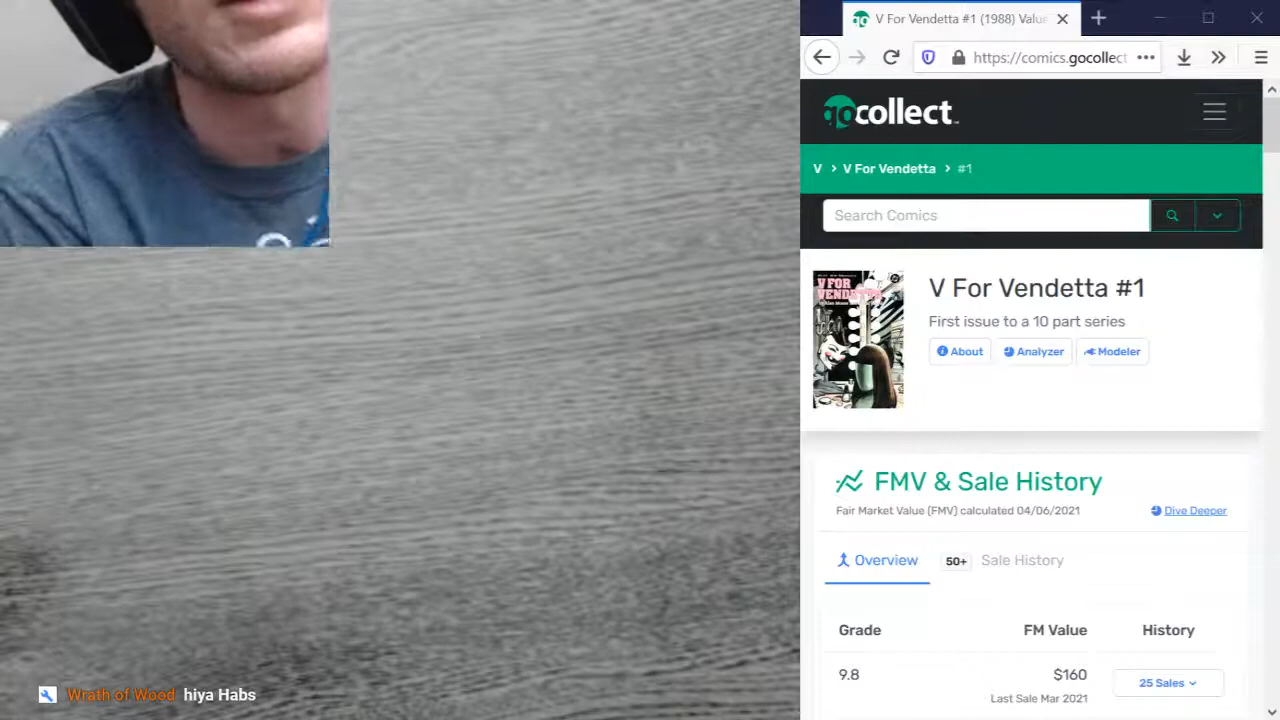 V For Vendetta #1 (1988) Value
https://comics.gocollect
gocollect
V > V For Vendetta > #1
Search Comics
V FOR
VENDETTA
V For Vendetta #1
First issue to a 10 part series
About
Analyzer
Modeler
FMV & Sale History
Fair Market Value (FMV) calculated 04/06/2021
Dive Deeper
Overview
50+
Sale History
Grade
FM Value
History
9.8
$160
25 Sales
Last Sale Mar 2021
Wrath of Wood hiya Habs